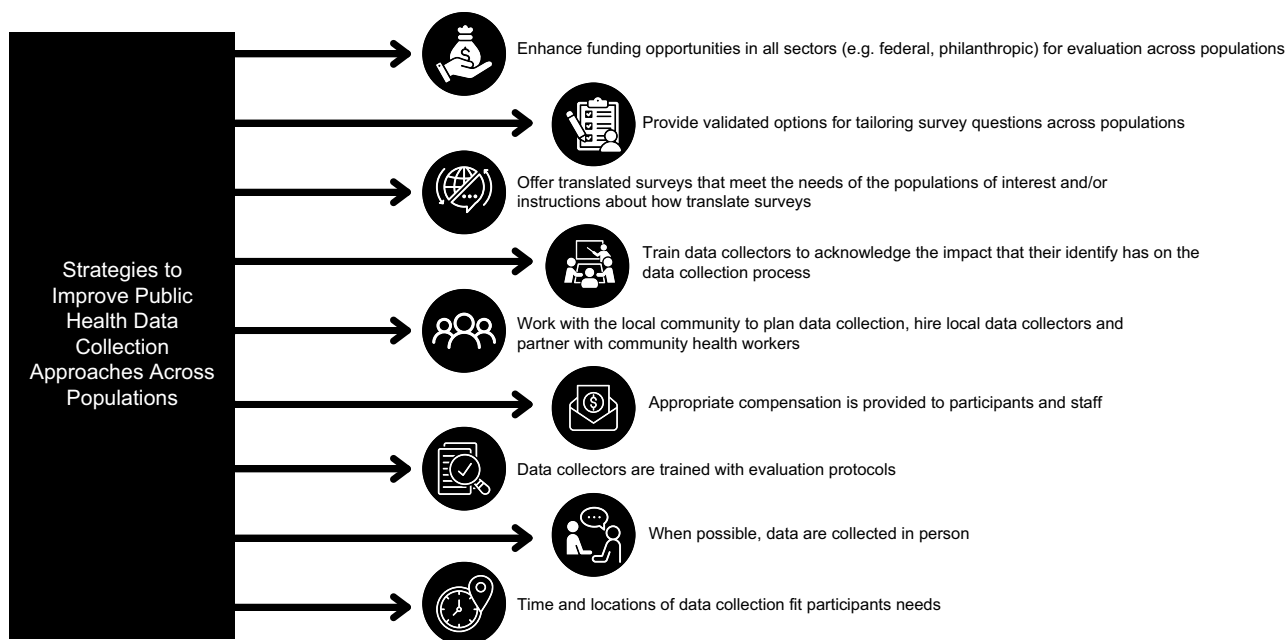 Strategies to
Improve Public
Health Data
Collection
Approaches Across
Populations
Enhance funding opportunities in all sectors (e.g. federal, philanthropic) for evaluation across populations
Provide validated options for tailoring survey questions across populations
Offer translated surveys that meet the needs of the populations of interest and/or
instructions about how translate surveys
Train data collectors to acknowledge the impact that their identify has on the
data collection process
Work with the local community to plan data collection, hire local data collectors and
partner with community health workers
Appropriate compensation is provided to participants and staff
Data collectors are trained with evaluation protocols
When possible, data are collected in person
Time and locations of data collection fit participants needs